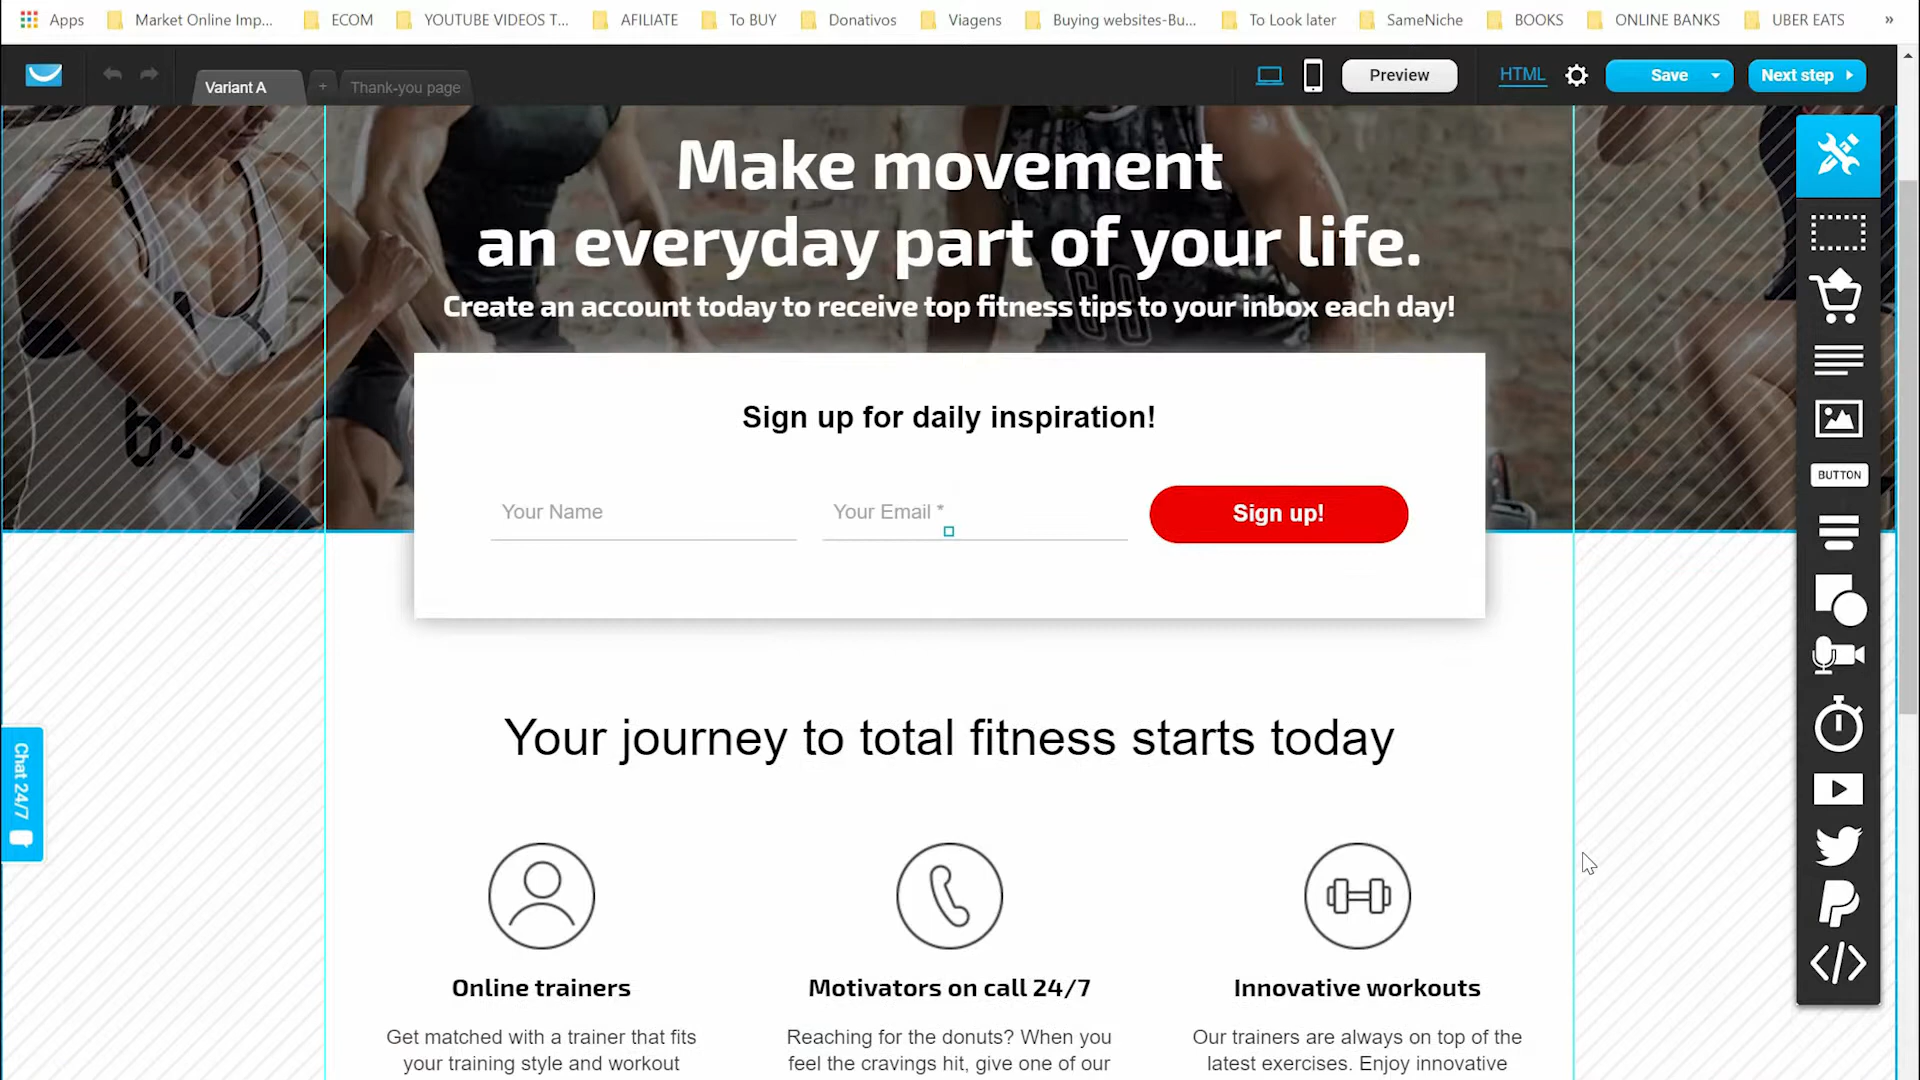 Apps Market Online Imp... ECOM YOUTUBE VIDEOS T... AFILIATE To BUY Donativos Viagens Buying websites-Bu... To Look later SameNiche BOOKS ONLINE BANKS UBER EATS »
Variant A + Thank-you page Preview HTML Save Next step
Make movement
an everyday part of your life.
Create an account today to receive top fitness tips to your inbox each day!
Sign up for daily inspiration!
BUTTON
Your Name Your Email * Sign up!
Your journey to total fitness starts today
Chat 24/7
Online trainers Motivators on call 24/7 Innovative workouts
Get matched with a trainer that fits Reaching for the donuts? When you Our trainers are always on top of the
your training style and workout feel the cravings hit, give one of our latest exercises. Enjoy innovative